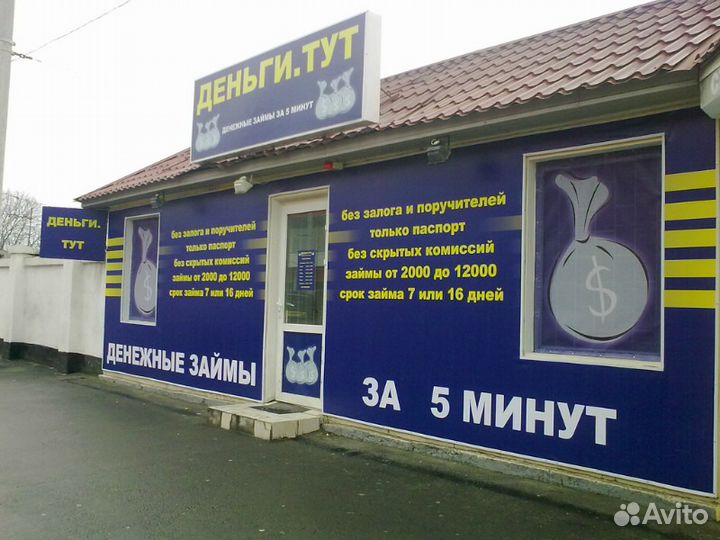 ДЕНЬГИ.ТУТ
ДЕНЕЖНЫЕ ЗАЙМЫ ЗА 5 МИНУТ
ДЕНЬГИ.
ТУТ
без залога и поручителей
только паспорт
без скрытых комиссий
займы от 2000 до 12000
срок займа 7 или 16 дней
без залога и поручителей
только паспорт
без скрытых комиссий
займы от 2000 до 12000
срок займа 7 или 16 дней
$
$
ДЕНЕЖНЫЕ ЗАЙМЫ
ЗА 5 МИНУТ
Avito